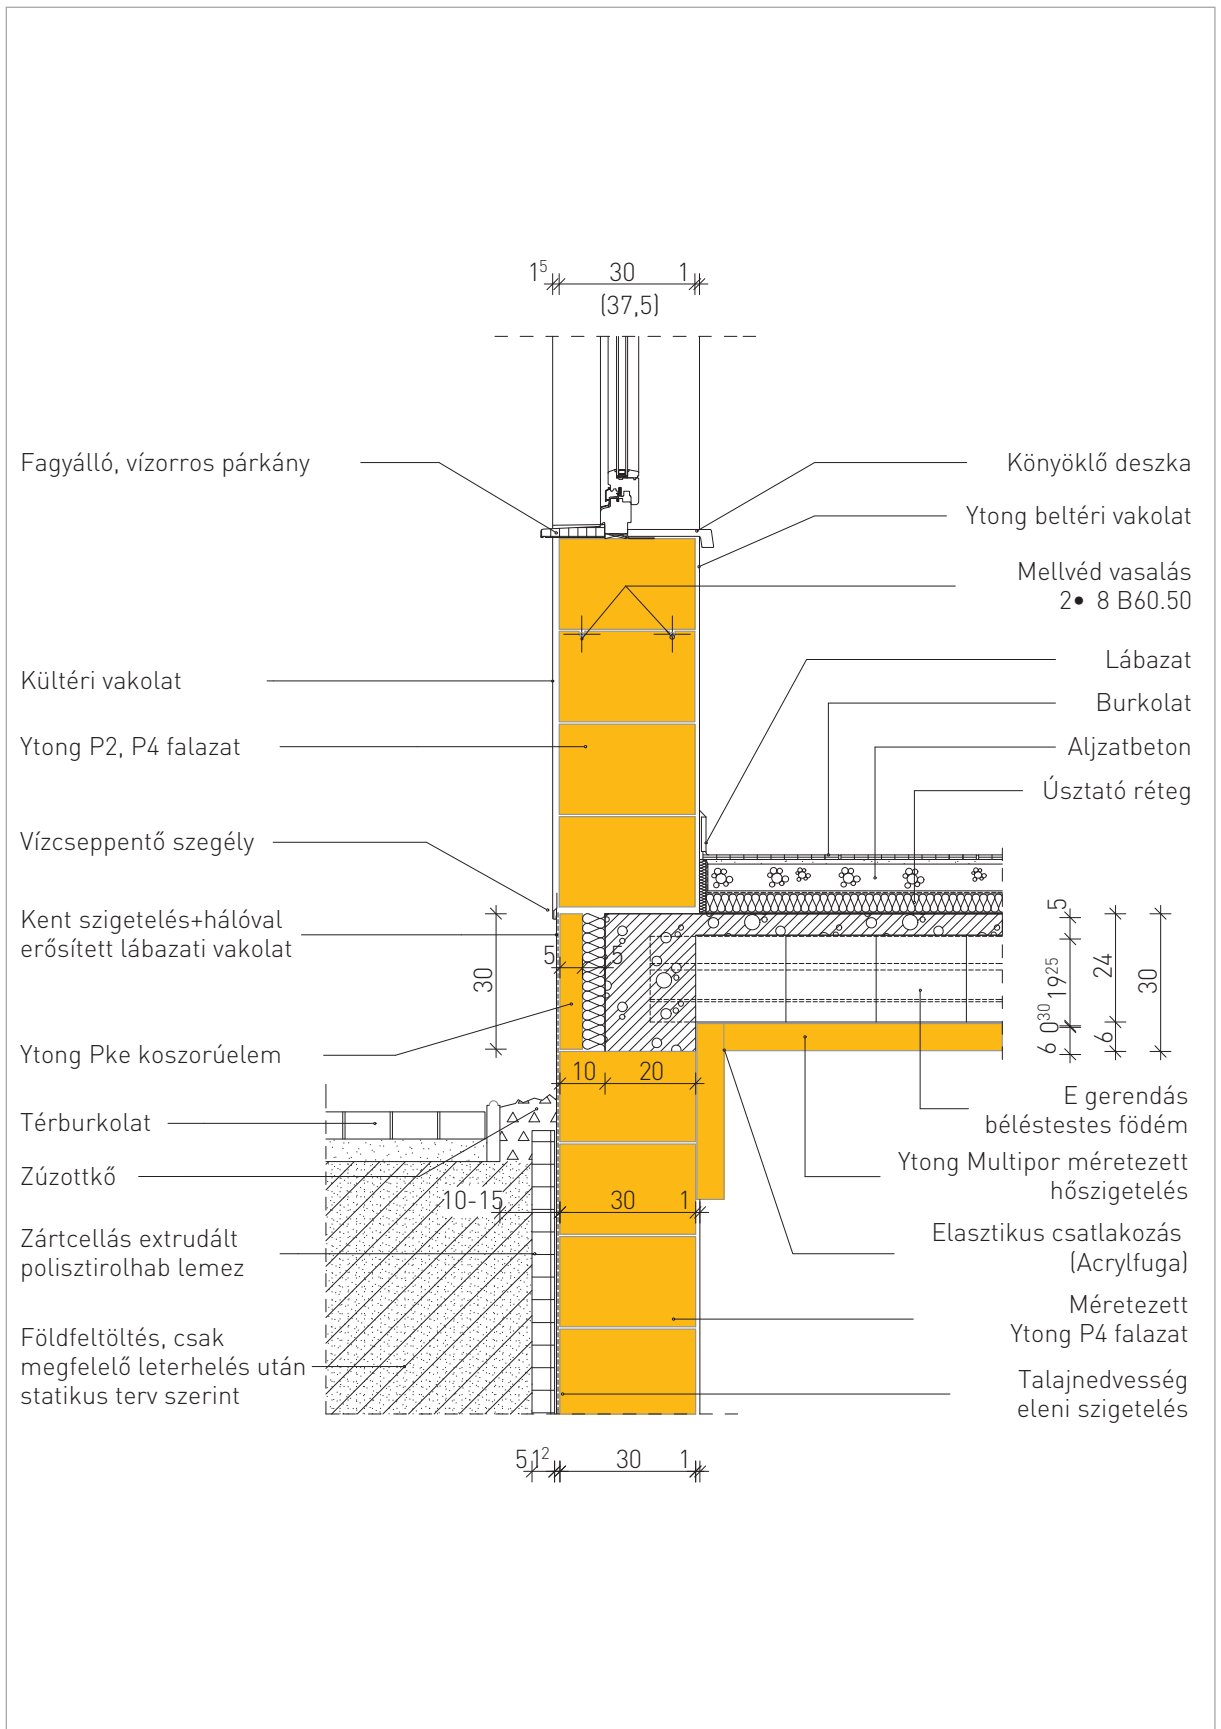 1⁵ 30 1
(37,5)
Fagyálló, vízorros párkány
Könyöklő deszka
Ytong beltéri vakolat
Mellvéd vasalás
2• 8 B60.50
Kültéri vakolat
Lábazat
Burkolat
Ytong P2, P4 falazat
Aljzatbeton
Úsztató réteg
Vízcseppentő szegély
Kent szigetelés+hálóval
erősített lábazati vakolat
5 5
30
5
19²⁵
0³⁰
6
24
6
30
Ytong Pke koszorúelem
10 20
Térburkolat
E gerendás
béléstestes födém
Zúzottkő
Ytong Multipor méretezett
hőszigetelés
10-15 30 1
Zártcellás extrudált
polisztirolhab lemez
Elasztikus csatlakozás
(Acrylfuga)
Méretezett
Ytong P4 falazat
Földfeltöltés, csak
megfelelő leterhelés után
statikus terv szerint
Talajnedvesség
eleni szigetelés
5 1² 30 1